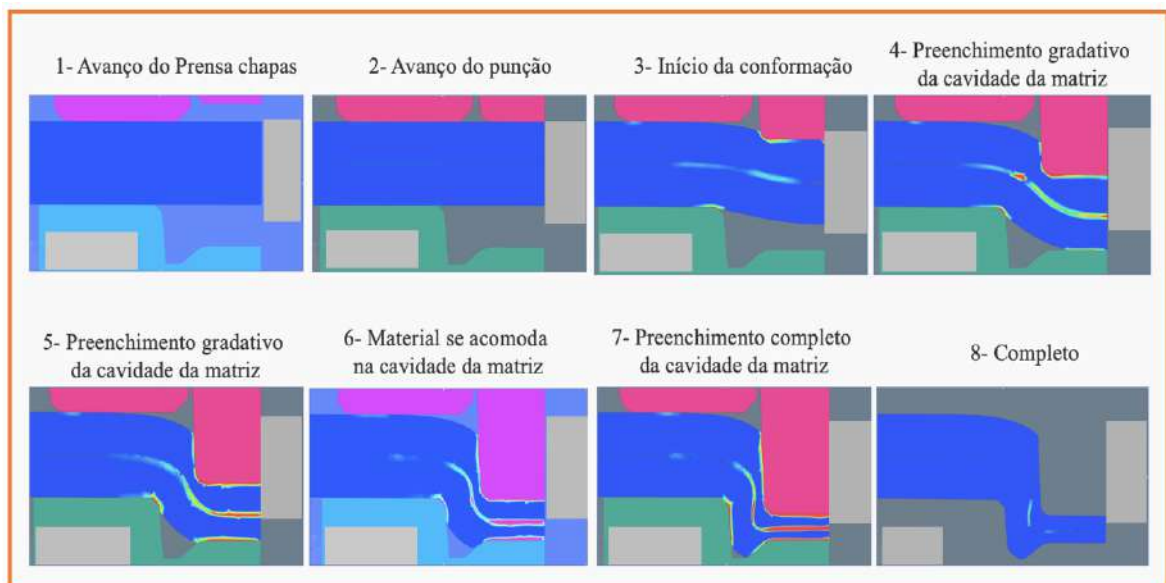 1- Avanço do Prensa chapas
2- Avanço do punção
3- Início da conformação
4- Preenchimento gradativo
da cavidade da matriz
5- Preenchimento gradativo
da cavidade da matriz
6- Material se acomoda
na cavidade da matriz
7- Preenchimento completo
da cavidade da matriz
8- Completo